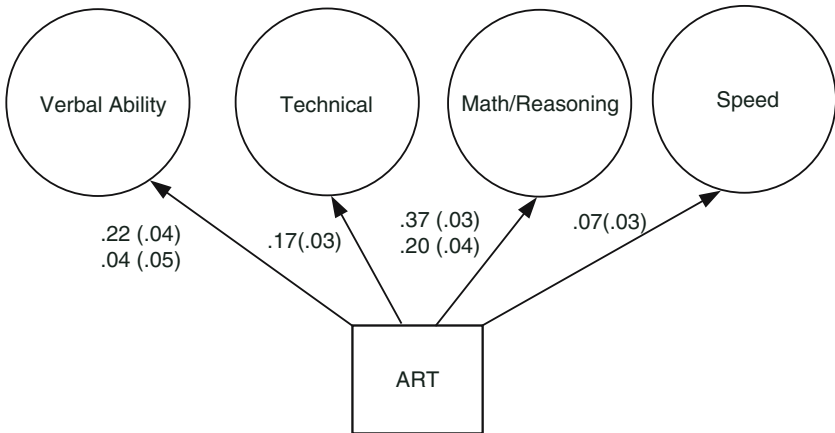 Verbal Ability
Technical
Math/Reasoning
Speed
.22 (.04)
.04 (.05)
.17(.03)
.37 (.03)
.20 (.04)
.07(.03)
ART